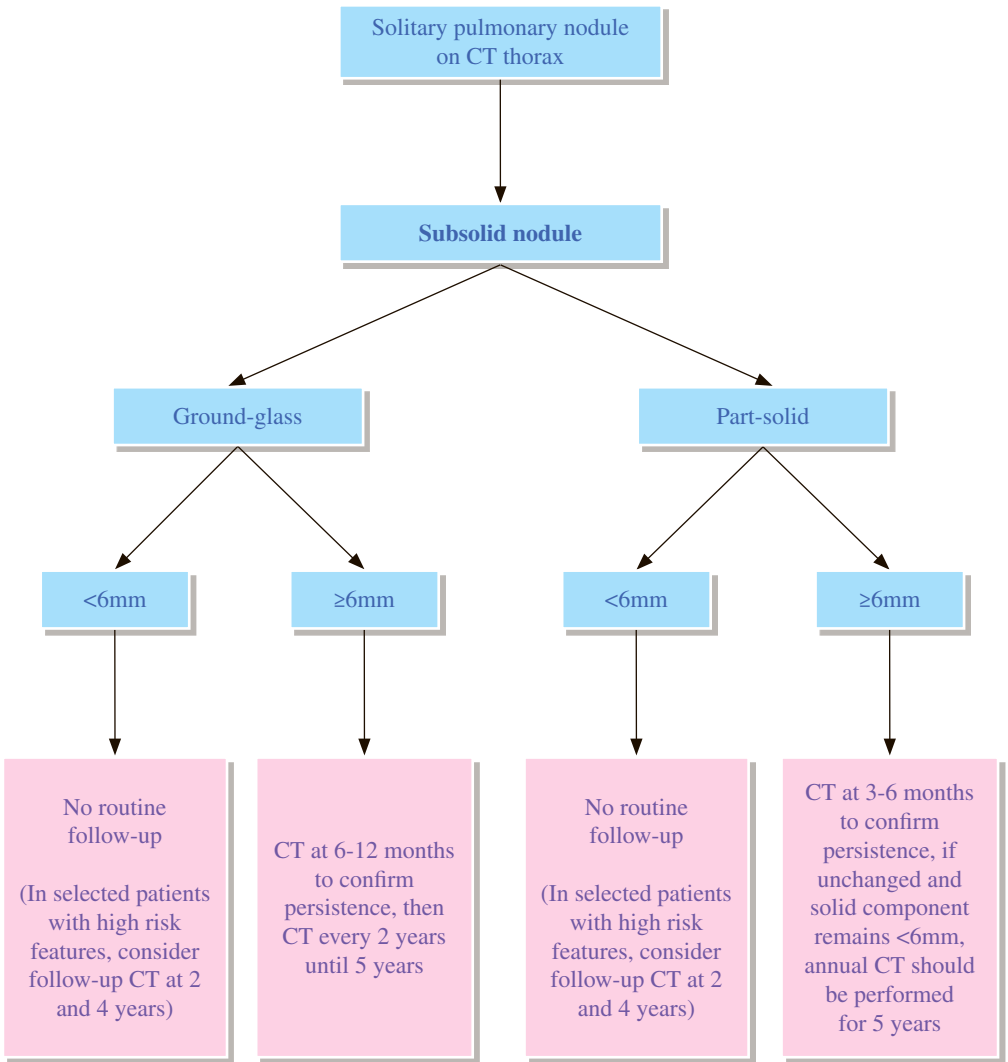 Solitary pulmonary nodule
on CT thorax
Subsolid nodule
Ground-glass
Part-solid
<6mm
≥6mm
<6mm
≥6mm
No routine
follow-up
(In selected patients
with high risk
features, consider
follow-up CT at 2
and 4 years)
CT at 6-12 months
to confirm
persistence, then
CT every 2 years
until 5 years
No routine
follow-up
(In selected patients
with high risk
features, consider
follow-up CT at 2
and 4 years)
CT at 3-6 months
to confirm
persistence, if
unchanged and
solid component
remains <6mm,
annual CT should
be performed
for 5 years